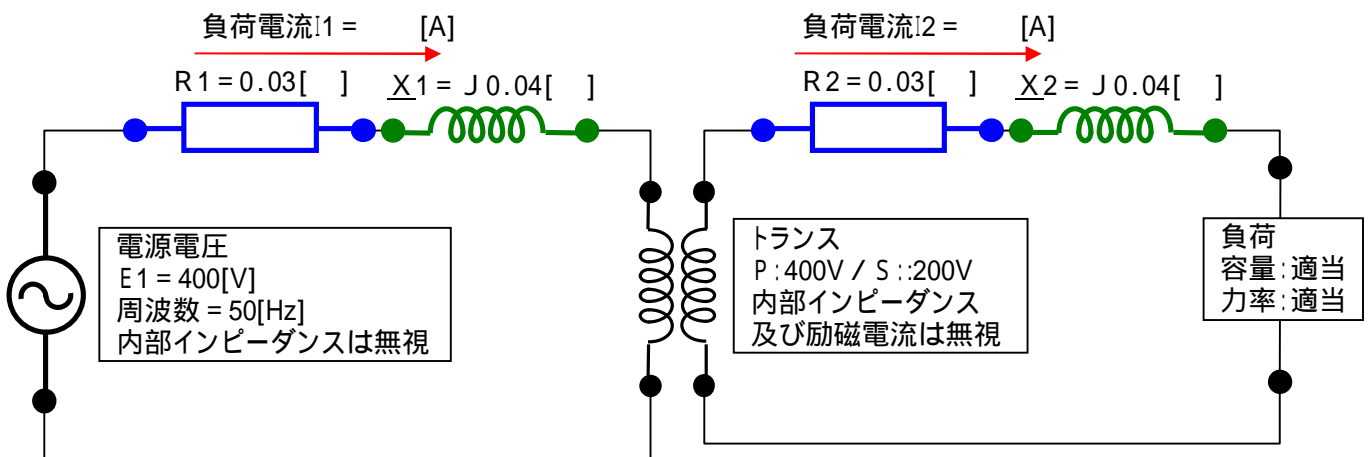 負荷電流I1 = [A]
負荷電流I2 = [A]
R1=0.03[ ]
X1= J0.04[ ]
R2=0.03[ ]
X2= J0.04[ ]
電源電圧
E1 = 400[V]
周波数 = 50[Hz]
内部インピーダンスは無視
トランス
P:400V / S::200V
内部インピーダンス
及び励磁電流は無視
負荷
容量:適当
力率:適当